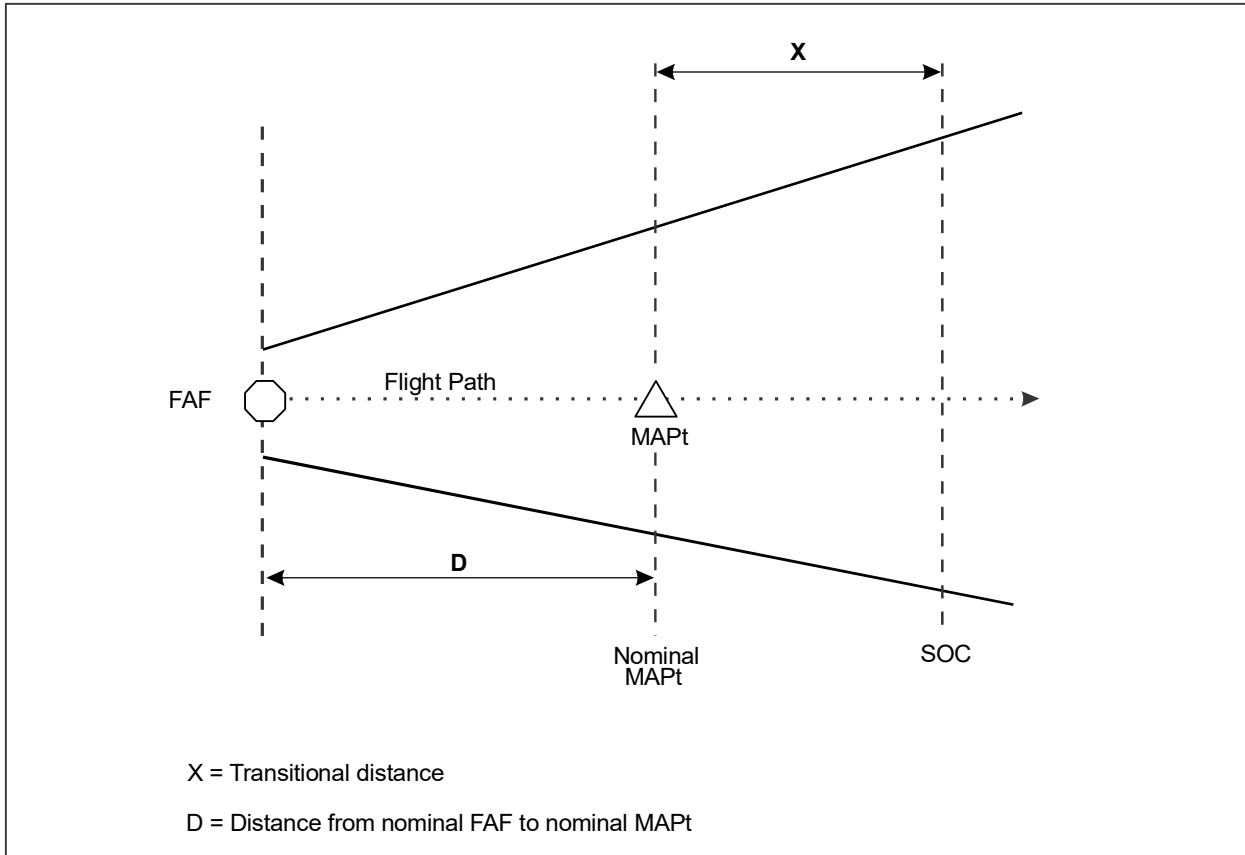 X
Flight Path
FAF
MAPt
D
Nominal
MAPt
SOC
X = Transitional distance
D = Distance from nominal FAF to nominal MAPt